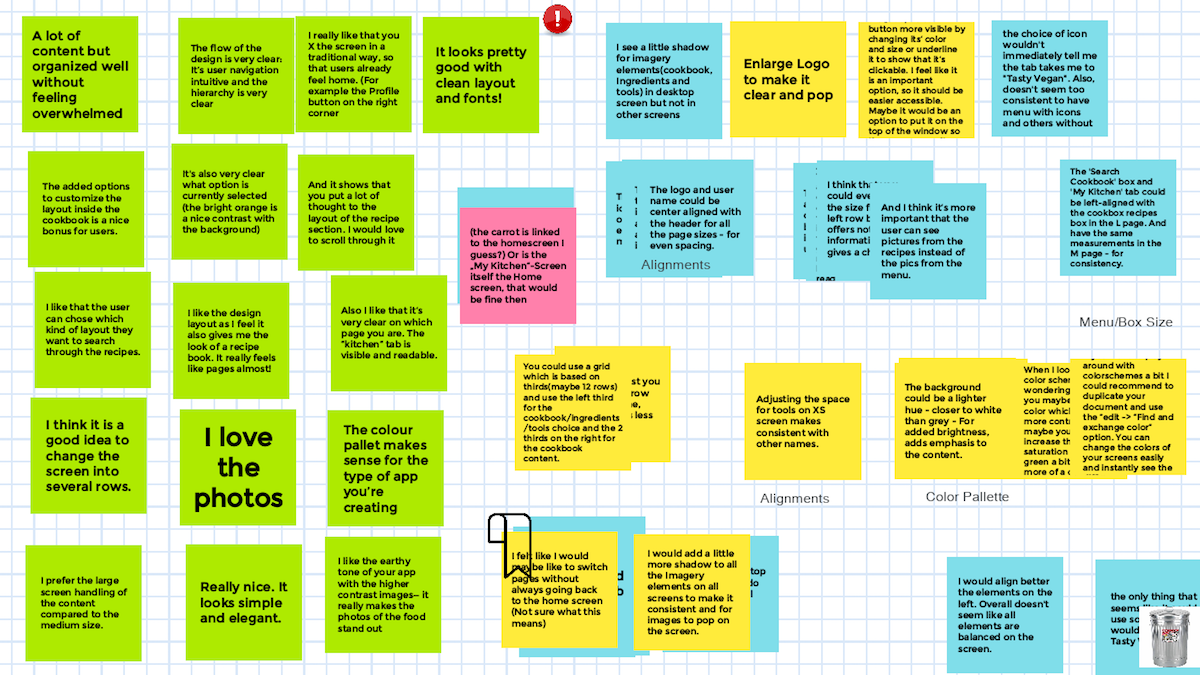 A lot of
content but
organized well
without
feeling
overwhelmed
The flow of the
design is very clear:
It's user navigation
intuitive and the
hierarchy is very
clear
I really like that you
X the screen in a
traditional way, so
that users already
feel home. (For
example the Profile
button on the right
corner
It looks pretty
good with
clean layout
and fonts!
I see a little shadow
for imagery
elements(cookbook,
Ingredients and
tools) in desktop
screen but not in
other screens
Enlarge Logo
to make it
clear and pop
button more visible by
changing its' color
and size or underline
it to show that it's
clickable. I feel like it
is an important
option, so it should be
easier accessible.
Maybe it would be an
option to put it on the
top of the window so
the choice of icon
wouldn't
immediately tell me
the tab takes me to
"Tasty Vegan". Also,
doesn't seem too
consistent to have
menu with icons
and others without
The added options
to customize the
layout inside the
cookbook is a nice
bonus for users.
It's also very clear
what option is
currently selected
(the bright orange is
a nice contrast with
the background)
And it shows that
you put a lot of
thought to the
layout of the recipe
section. I would love
to scroll through it
(the carrot is linked
to the homescreen I
guess?) Or is the
„My Kitchen"-Screen
itself the Home
screen, that would
be fine then
The logo and user
name could be
center aligned with
the header for all
the page sizes - for
even spacing.
Alignments
I think
could eve
the size f
left row b
offers not
informati
gives a ch
And I think it's more
important that the
user can see
pictures from the
recipes instead of
the pics from the
menu.
The 'Search
Cookbook' box and
'My Kitchen' tab could
be left-aligned with
the cookbox recipes
box in the L page. And
have the same
measurements in the
M page - for
consistency.
Menu/Box Size
I like that the user
can chose which
kind of layout they
want to search
through the recipes.
I like the design
layout as I feel it
also gives me the
look of a recipe
book. It really feels
like pages almost!
Also I like that it's
very clear on which
page you are. The
"kitchen" tab is
visible and readable.
You could use a grid
which is based on
thirds(maybe 12 rows)
and use the left third
for the
cookbook/ingredients
/tools choice and the 2
thirds on the right for
the cookbook
content.
st you
row
less
Adjusting the space
for tools on XS
screen makes
consistent with
other names.
Alignments
The background
could be a lighter
hue - closer to white
than grey - For
added brightness,
adds emphasis to
the content.
When I loo
color scher
wondering
you maybe
color which
more cont
maybe you
increase th
saturation
green a bit
more of a
around with
colorschemes a bit I
could recommend to
duplicate your
document and use
the "edit -> "Find and
exchange color"
option. You can
change the colors of
your screens easily
and instantly see the
Color Pallette
I think it is a
good idea to
change the
screen into
several rows.
I love
the
photos
The colour
pallet makes
sense for the
type of app
you're
creating
I prefer the large
screen handling of
the content
compared to the
medium size.
Really nice. It
looks simple
and elegant.
I like the earthy
tone of your app
with the higher
contrast images— it
really makes the
photos of the food
stand out
I felt like I would
maybe like to switch
pages without
always going back
to the home screen
(Not sure what this
means)
I would add a little
more shadow to all
the Imagery
elements on all
screens to make it
consistent and for
images to pop on
the screen.
top
I would align better
the elements on the
left. Overall doesn't
seem like all
elements are
balanced on the
screen.
the only thing that
seems
use so
would
Tasty